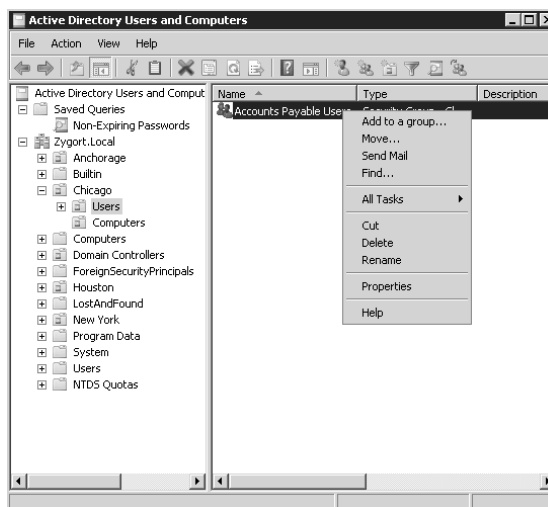 Active Directory Users and Computers
File Action View Help
Active Directory Users and Comput
Saved Queries
Non-Expiring Passwords
Zygort.Local
Anchorage
Builtin
Chicago
Users
Computers
Computers
Domain Controllers
ForeignSecurityPrincipals
Houston
LostAndFound
New York
Program Data
System
Users
NTDS Quotas
Name Type Description
Accounts Payable Users Security Group
Add to a group...
Move...
Send Mail
Find...
All Tasks
Cut
Delete
Rename
Properties
Help